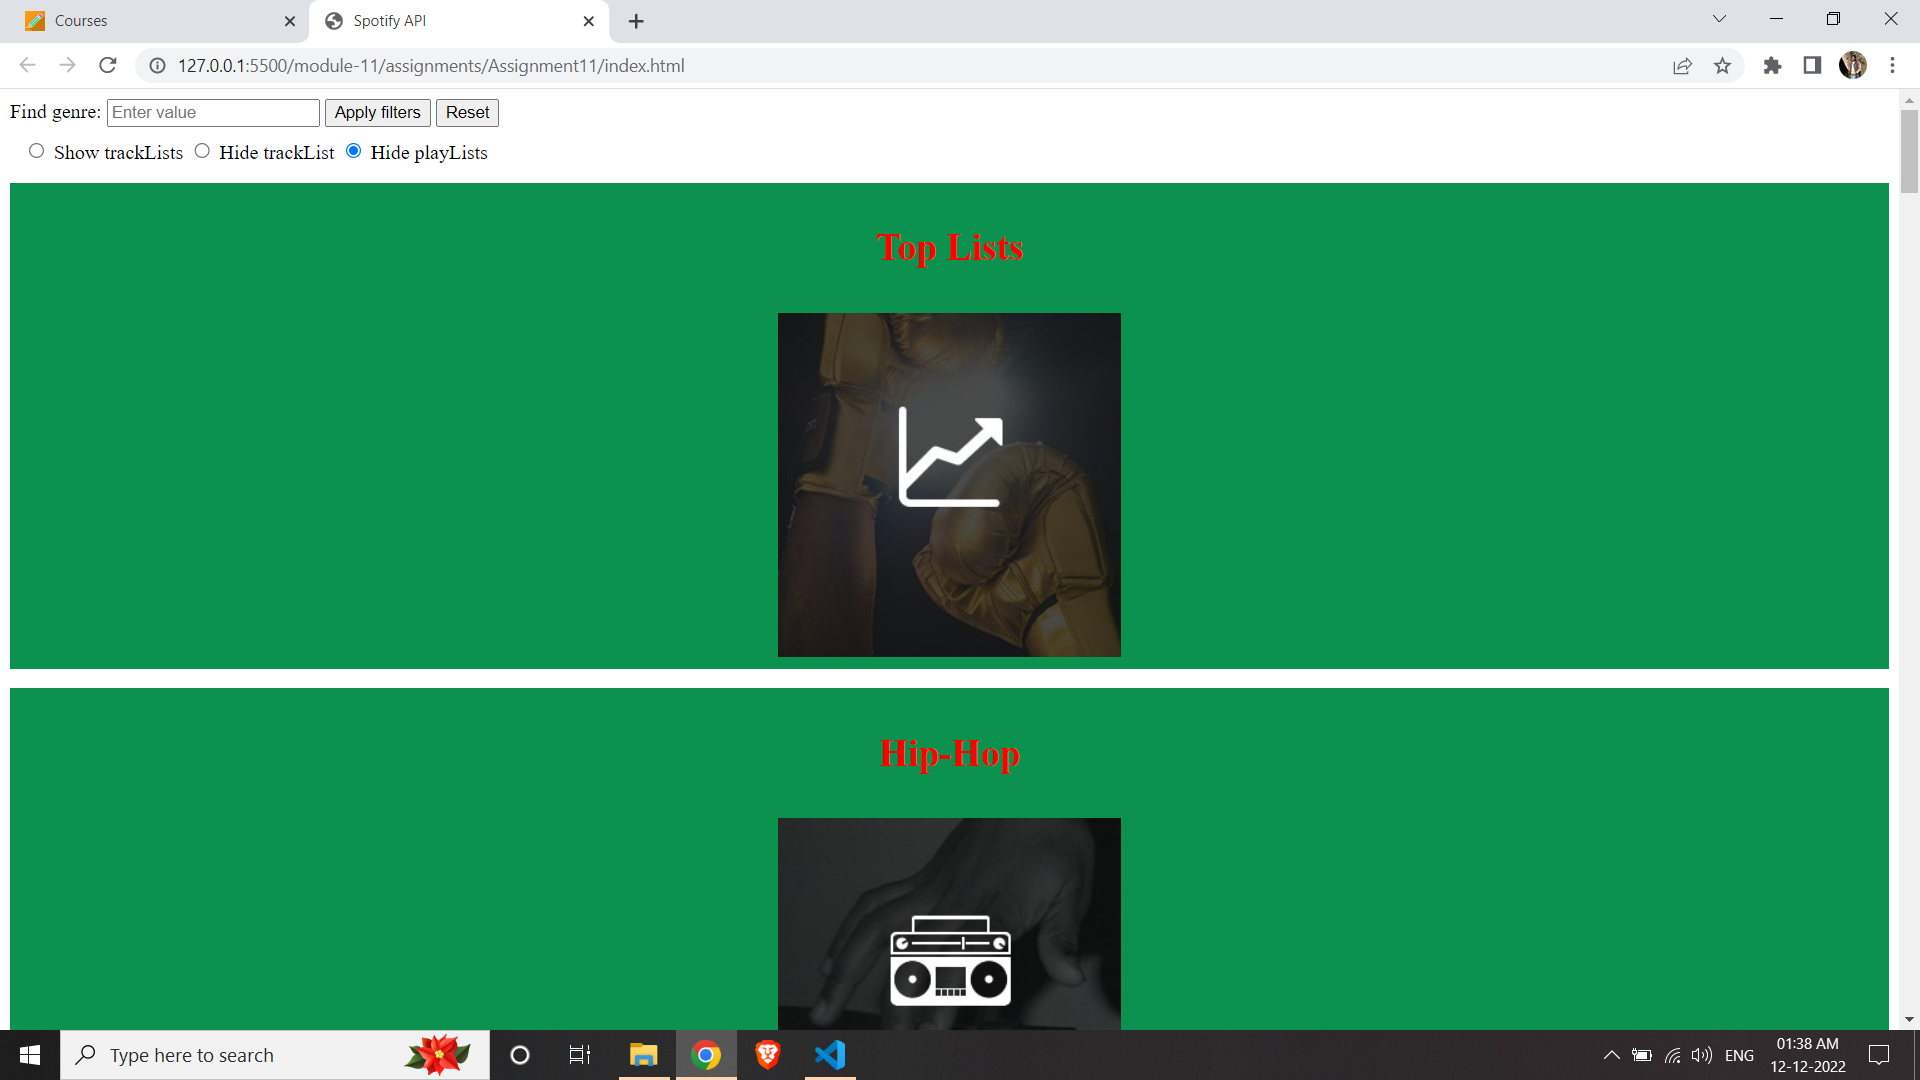 Courses
Spotify API
127.0.0.1:5500/module-11/assignments/Assignment11/index.html
Find genre: Enter value Apply filters Reset
Show trackLists Hide trackList Hide playLists
Top Lists
Hip-Hop
Type here to search
ENG
01:38 AM
12-12-2022